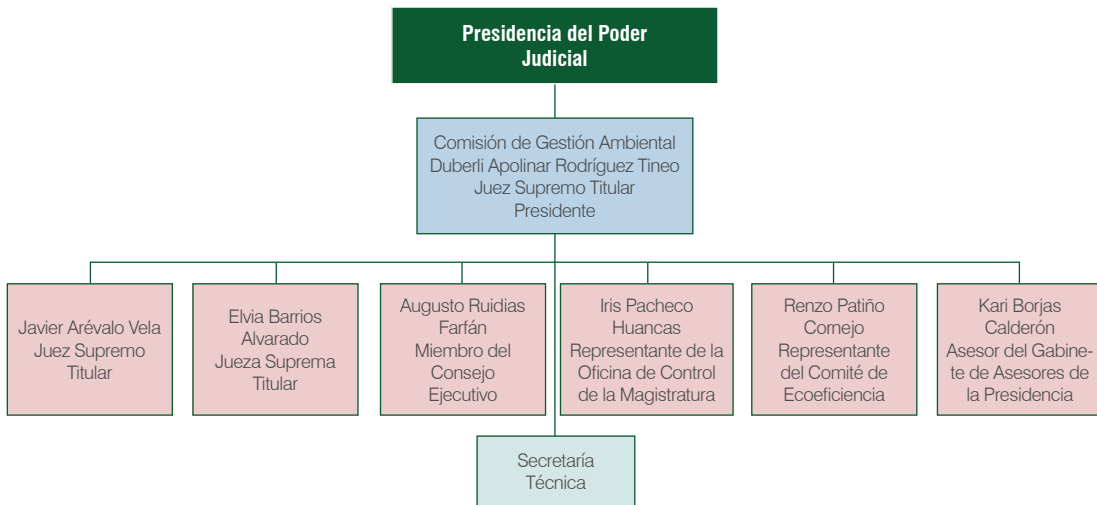 Presidencia del Poder
Judicial
Comisión de Gestión Ambiental
Duberli Apolinar Rodríguez Tineo
Juez Supremo Titular
Presidente
Javier Arévalo Vela
Juez Supremo
Titular
Elvia Barrios
Alvarado
Jueza Suprema
Titular
Augusto Ruidias
Farfán
Miembro del
Consejo
Ejecutivo
Iris Pacheco
Huancas
Representante de la
Oficina de Control
de la Magistratura
Renzo Patiño
Cornejo
Representante
del Comité de
Ecoeficiencia
Kari Borjas
Calderón
Asesor del Gabine-
te de Asesores de
la Presidencia
Secretaría
Técnica